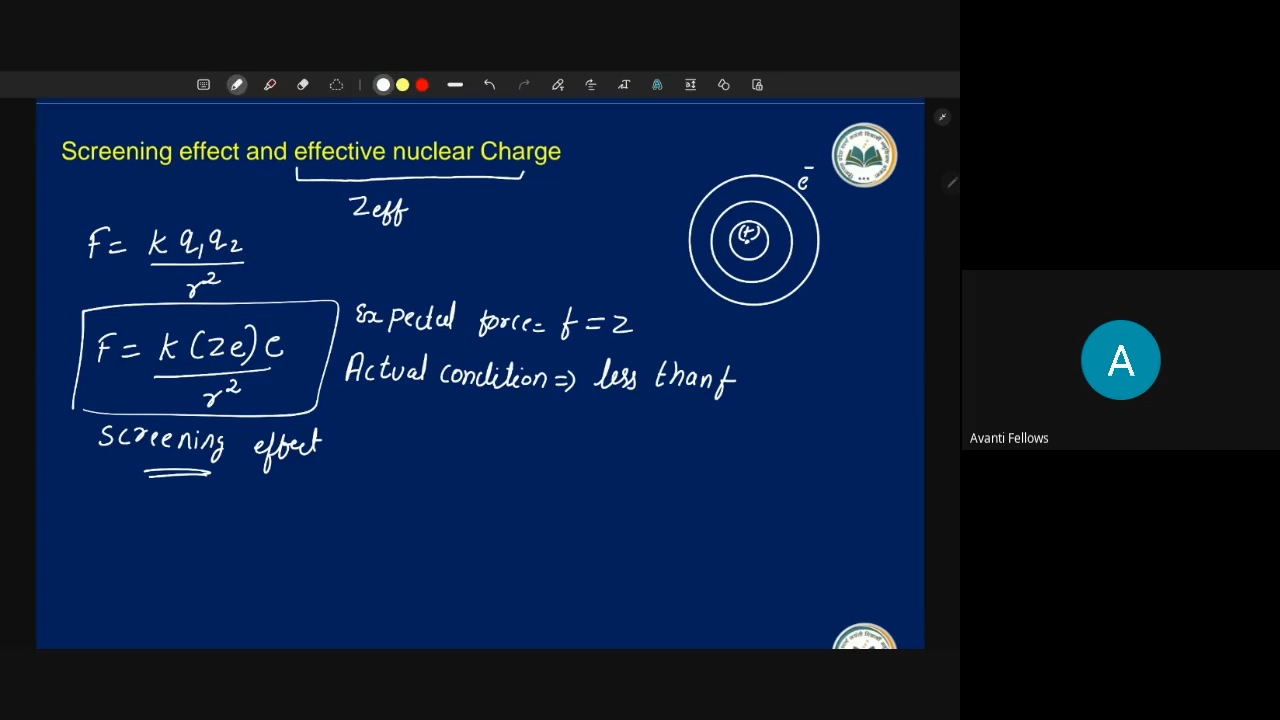 Screening effect and effective nuclear Charge
Zeff
e⁻
(+)
F = k q₁q₂ / r²
F = k (Ze) e / r²
Expected force = f = Z
Actual condition ⇒ less than f
Screening effect
A
Avanti Fellows